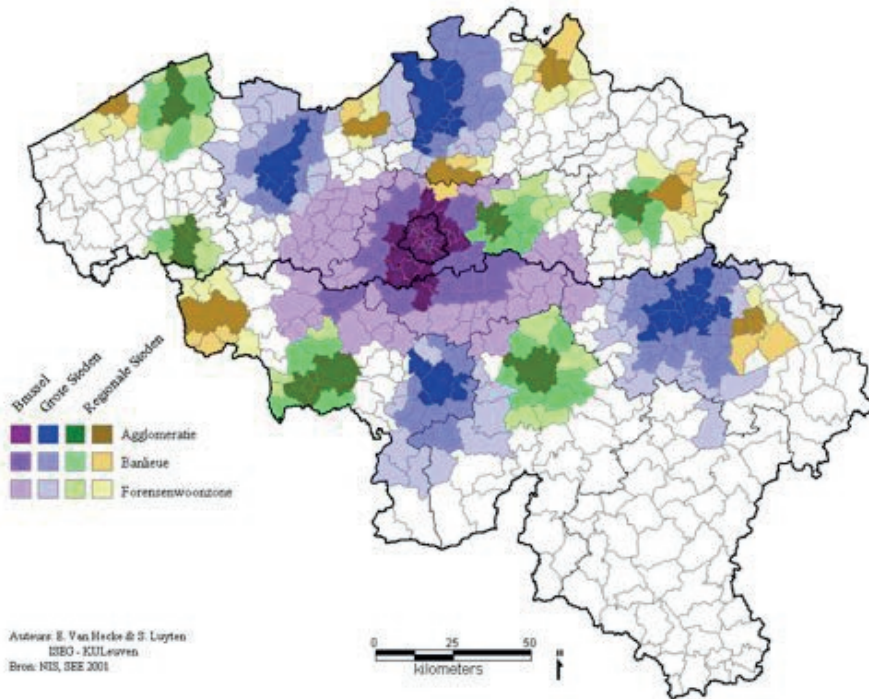 Brussel
Grote Steden
Regionale Steden
Agglomeratie
Banlieue
Forensenwoonzone
Auteurs: E. Van Hecke & S. Luyten
ISEG - KULeuven
Bron: NIS, SEE 2001
0 25 50
kilometers